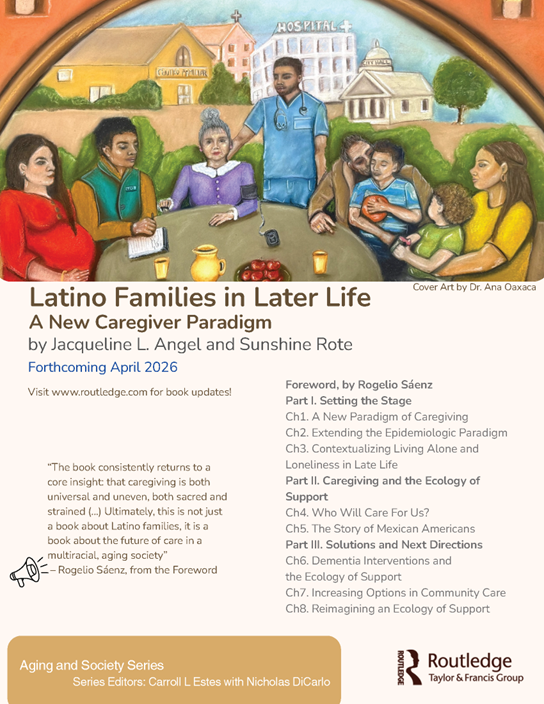 HOSPITAL
Cover Art by Dr. Ana Oaxaca
Latino Families in Later Life
A New Caregiver Paradigm
by Jacqueline L. Angel and Sunshine Rote
Forthcoming April 2026
Visit www.routledge.com for book updates!
"The book consistently returns to a
core insight: that caregiving is both
universal and uneven, both sacred and
strained (...) Ultimately, this is not just
a book about Latino families, it is a
book about the future of care in a
multiracial, aging society"
– Rogelio Sáenz, from the Foreword
Foreword, by Rogelio Sáenz
Part I. Setting the Stage
Ch1. A New Paradigm of Caregiving
Ch2. Extending the Epidemiologic Paradigm
Ch3. Contextualizing Living Alone and
Loneliness in Late Life
Part II. Caregiving and the Ecology of
Support
Ch4. Who Will Care For Us?
Ch5. The Story of Mexican Americans
Part III. Solutions and Next Directions
Ch6. Dementia Interventions and
the Ecology of Support
Ch7. Increasing Options in Community Care
Ch8. Reimagining an Ecology of Support
Aging and Society Series
Series Editors: Carroll L Estes with Nicholas DiCarlo
ROUTLEDGE
Routledge
Taylor & Francis Group